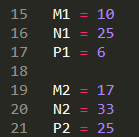 15 M1 = 10
16 N1 = 25
17 P1 = 6
18
19 M2 = 17
20 N2 = 33
21 P2 = 25